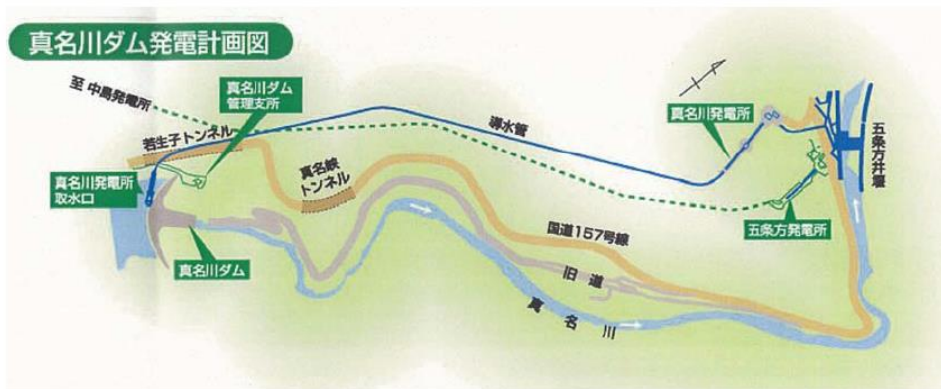 真名川ダム発電計画図
至 中島発電所
真名川ダム
管理支所
若生子トンネル
真名川発電所
取水口
真名峡
トンネル
真名川ダム
導水管
真名川発電所
五条方井堰
五条方発電所
国道157号線
旧道
真名川